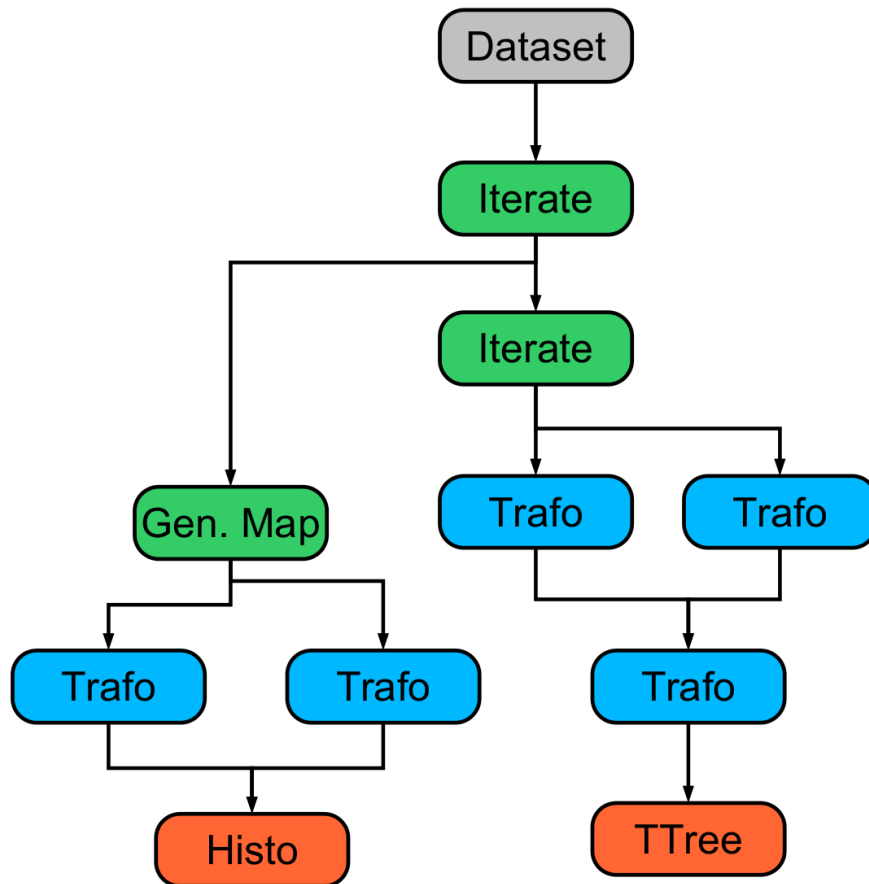 Dataset
Iterate
Iterate
Trafo
Trafo
Gen. Map
Trafo
Trafo
Trafo
Histo
TTree